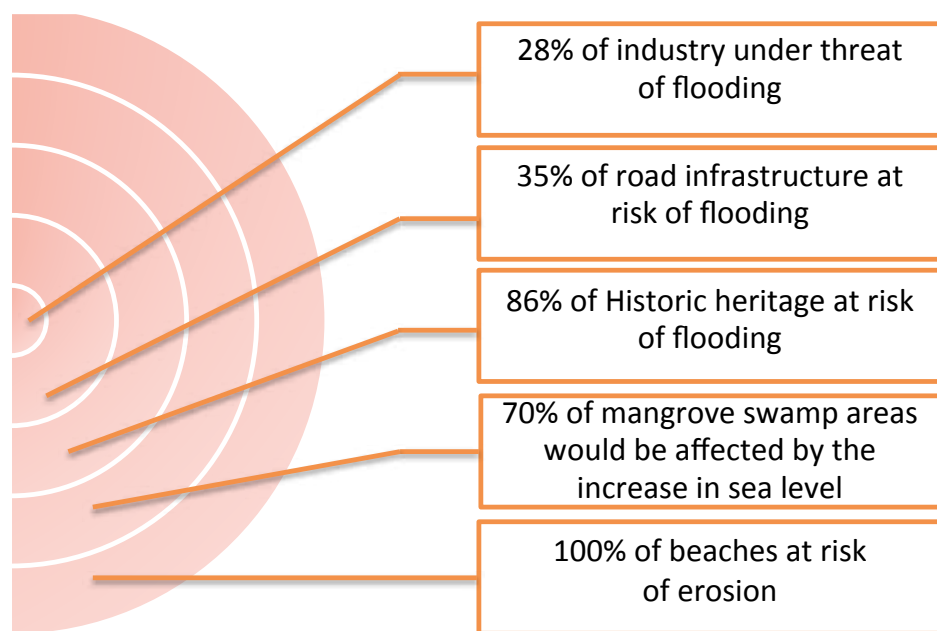 28% of industry under threat
of flooding
35% of road infrastructure at
risk of flooding
86% of Historic heritage at risk
of flooding
70% of mangrove swamp areas
would be affected by the
increase in sea level
100% of beaches at risk
of erosion